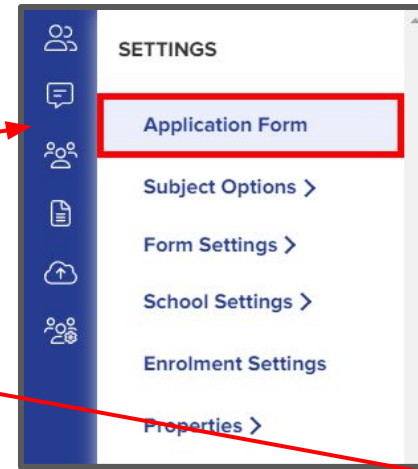 SETTINGS
Application Form
Subject Options >
Form Settings >
School Settings >
Enrolment Settings
Properties >